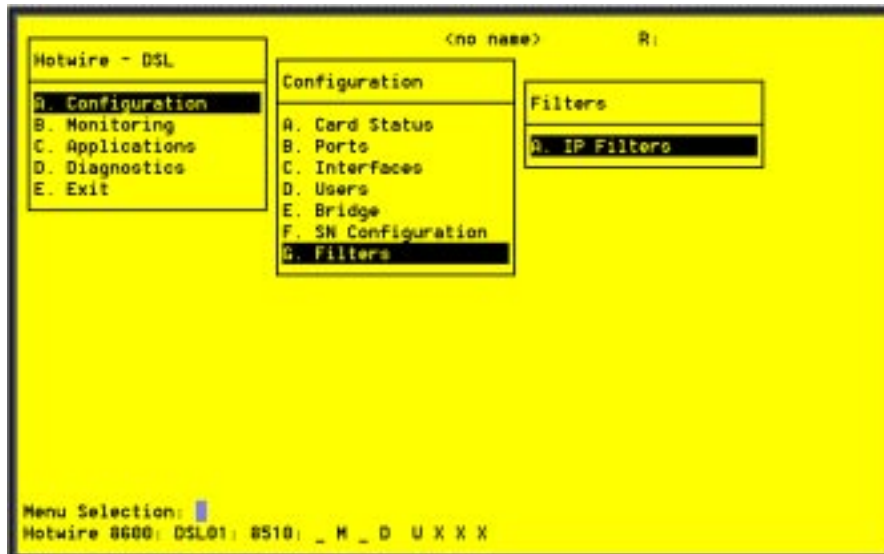 <no name> R:
Hotwire - DSL
A. Configuration
B. Monitoring
C. Applications
D. Diagnostics
E. Exit
Configuration
A. Card Status
B. Ports
C. Interfaces
D. Users
E. Bridge
F. SN Configuration
G. Filters
Filters
A. IP Filters
Menu Selection:
Hotwire 8600: DSL01: 8510: _ M _ D U X X X